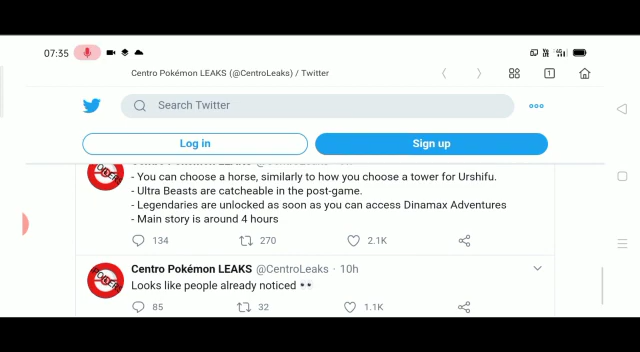 07:35
Centro Pokémon LEAKS (@CentroLeaks) / Twitter
1
Search Twitter
Log in
Sign up
- You can choose a horse, similarly to how you choose a tower for Urshifu.
- Ultra Beasts are catcheable in the post-game.
- Legendaries are unlocked as soon as you can access Dinamax Adventures
- Main story is around 4 hours
134 270 2.1K
Centro Pokémon LEAKS @CentroLeaks · 10h
Looks like people already noticed 👀
85 32 1.1K